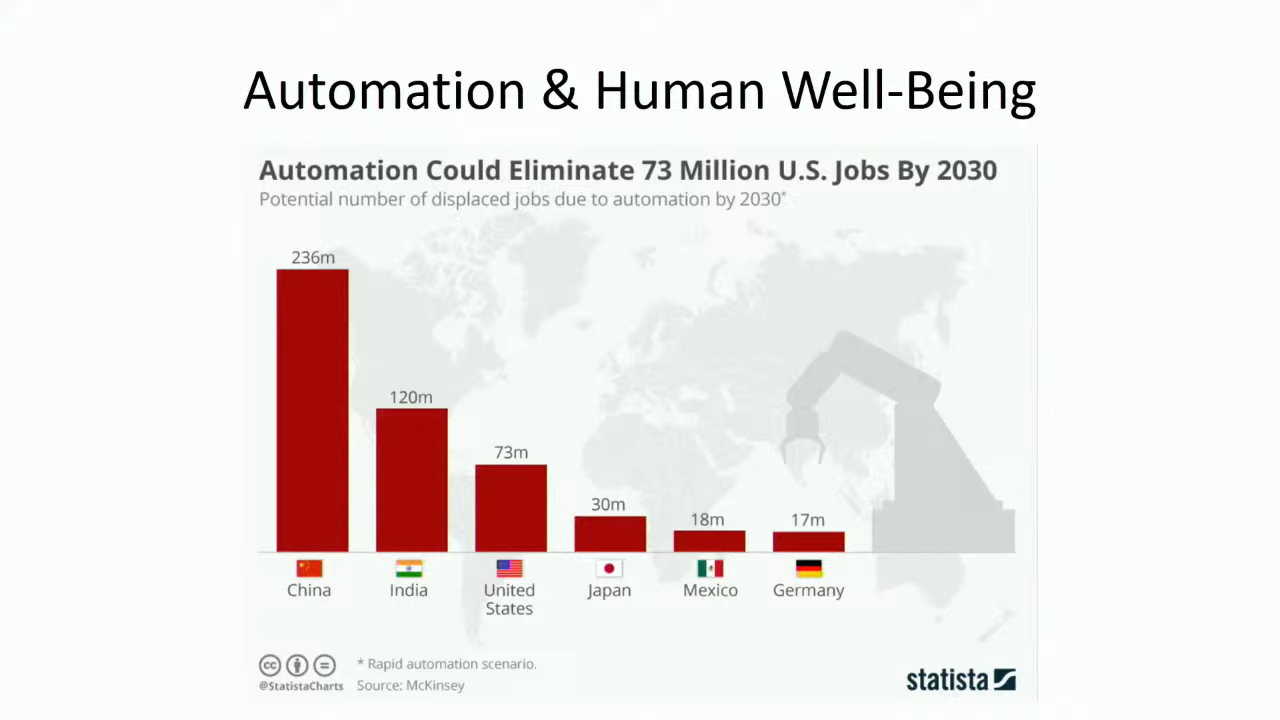 Automation & Human Well-Being
Automation Could Eliminate 73 Million U.S. Jobs By 2030
Potential number of displaced jobs due to automation by 2030*
236m
120m
73m
30m
18m
17m
China
India
United
States
Japan
Mexico
Germany
cc
@StatistaCharts
* Rapid automation scenario.
Source: McKinsey
statista